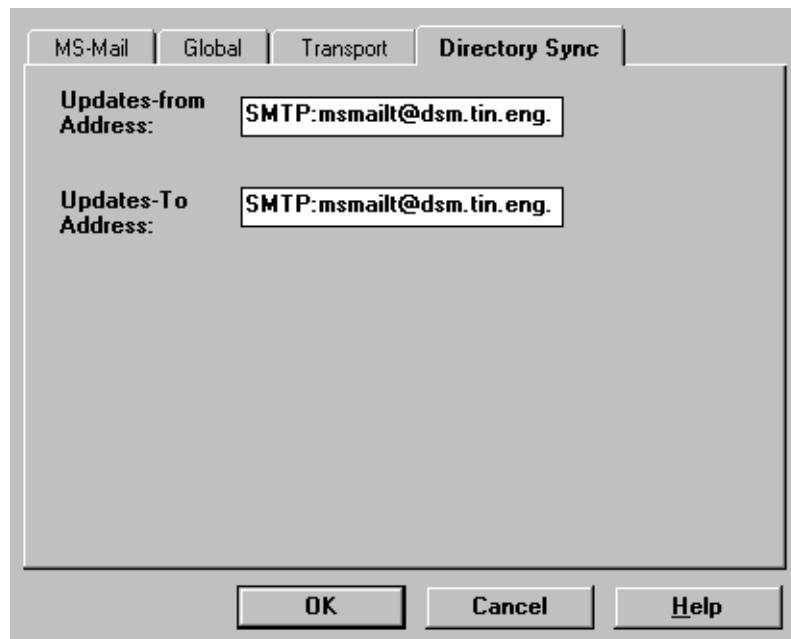 MS-Mail Global Transport Directory Sync
Updates-from
Address:
SMTP:msmailt@dsm.tin.eng.
Updates-To
Address:
SMTP:msmailt@dsm.tin.eng.
OK Cancel Help